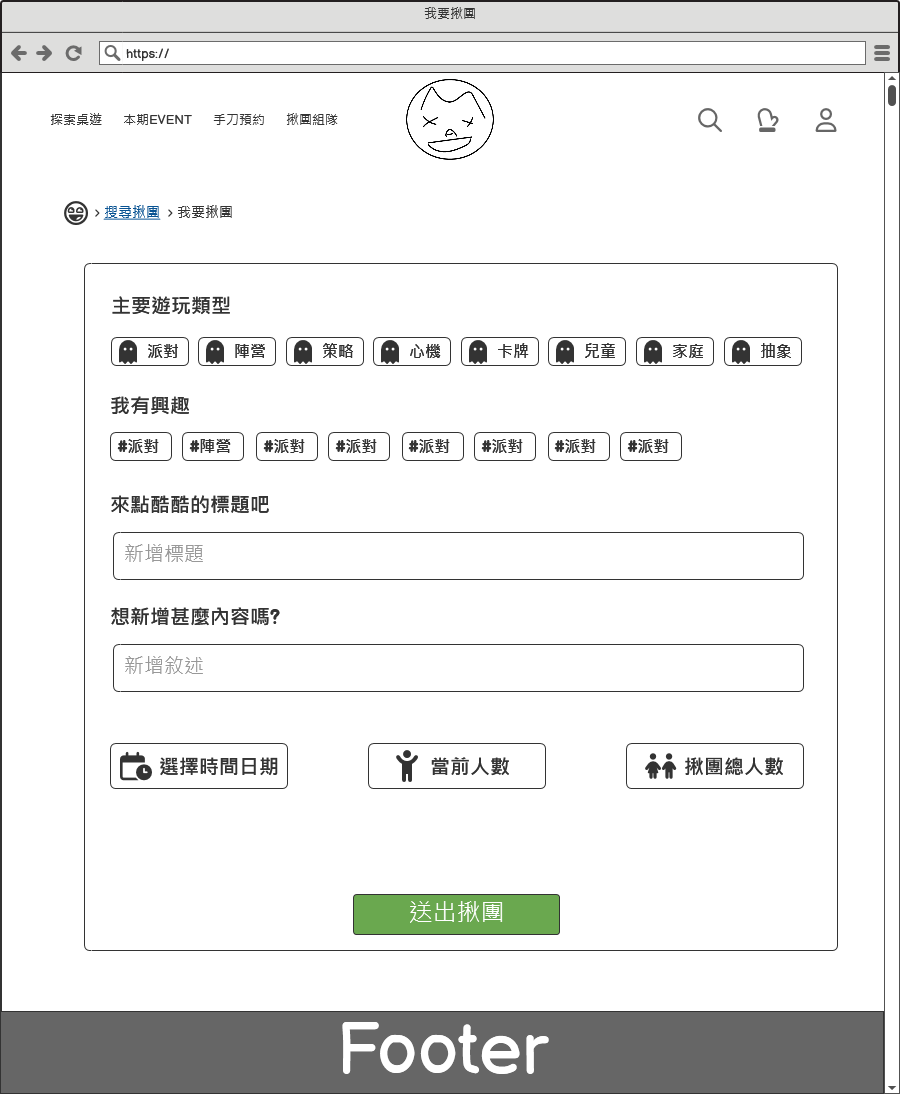 我要揪團
https://
探索桌遊 本期EVENT 手刀預約 揪團組隊
> 搜尋揪團 > 我要揪團
主要遊玩類型
派對 陣營 策略 心機 卡牌 兒童 家庭 抽象
我有興趣
#派對 #陣營 #派對 #派對 #派對 #派對 #派對 #派對
來點酷酷的標題吧
新增標題
想新增甚麼內容嗎?
新增敘述
選擇時間日期 當前人數 揪團總人數
送出揪團
Footer